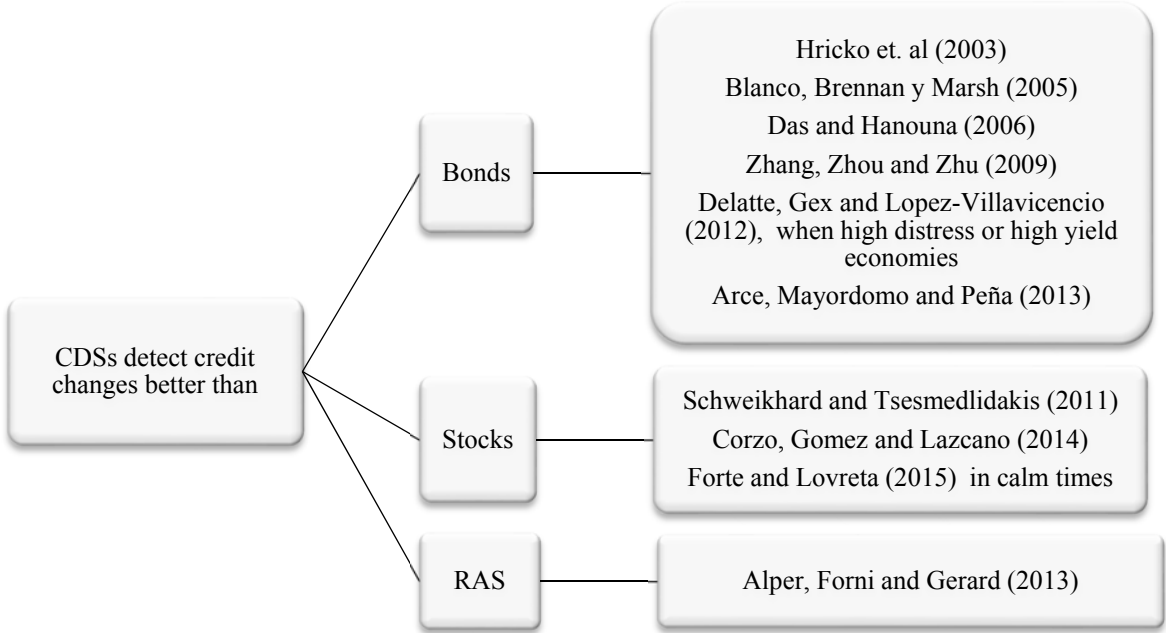 CDSs detect credit
changes better than
Bonds
Hricko et. al (2003)
Blanco, Brennan y Marsh (2005)
Das and Hanouna (2006)
Zhang, Zhou and Zhu (2009)
Delatte, Gex and Lopez-Villavicencio
(2012), when high distress or high yield
economies
Arce, Mayordomo and Peña (2013)
Stocks
Schweikhard and Tsesmedlidakis (2011)
Corzo, Gomez and Lazcano (2014)
Forte and Lovreta (2015) in calm times
RAS
Alper, Forni and Gerard (2013)